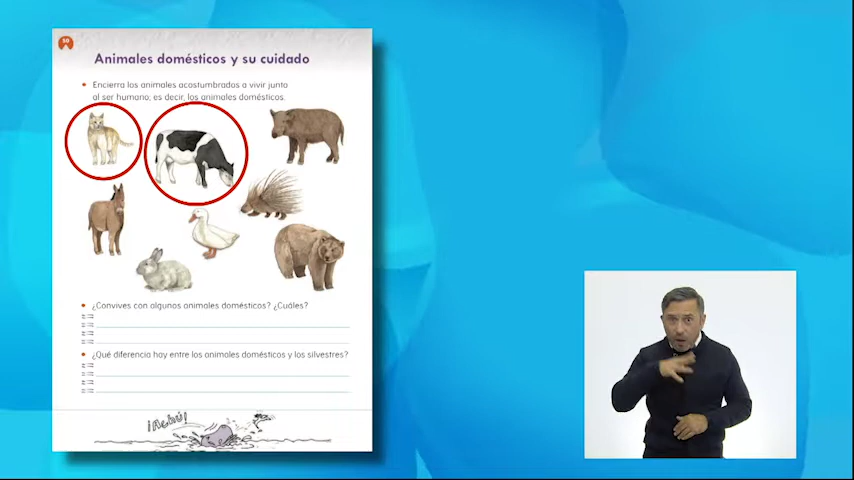 50
Animales domésticos y su cuidado
Encierra los animales acostumbrados a vivir junto
al ser humano; es decir, los animales domésticos.
¿Convives con algunos animales domésticos? ¿Cuáles?
¿Qué diferencia hay entre los animales domésticos y los silvestres?
¡Achú!